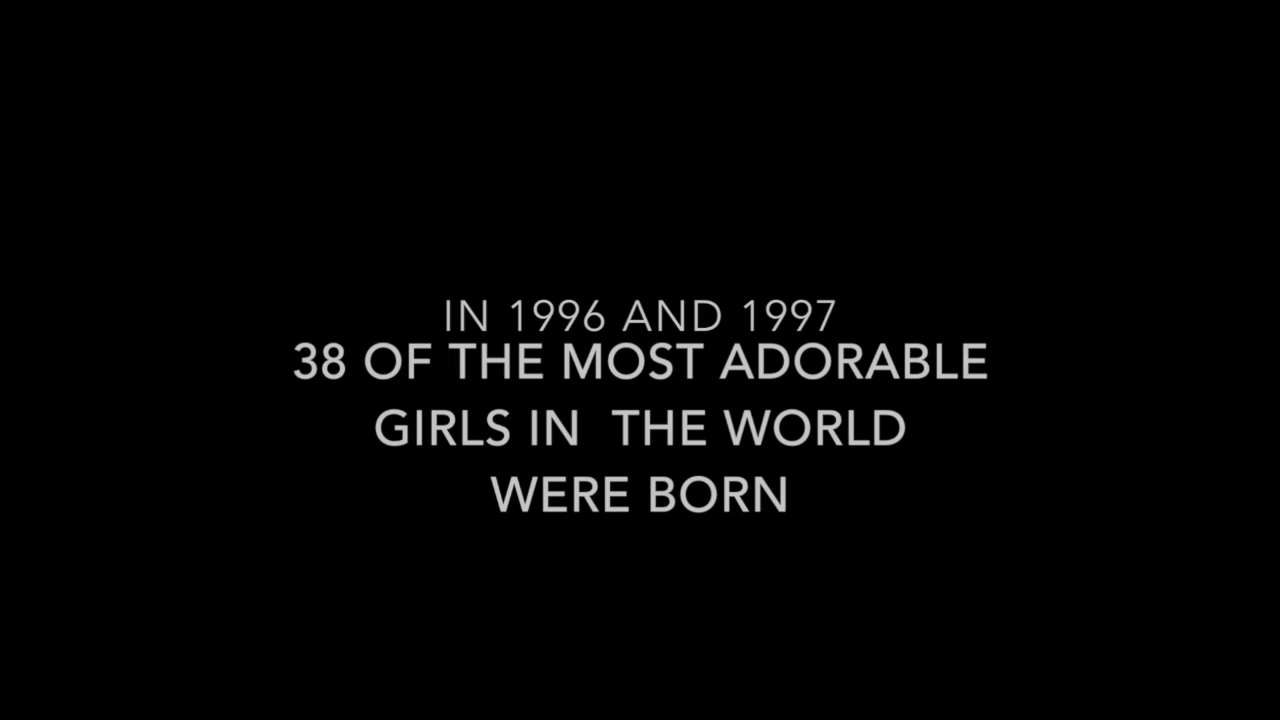 IN 1996 AND 1997
38 OF THE MOST ADORABLE
GIRLS IN  THE WORLD
WERE BORN